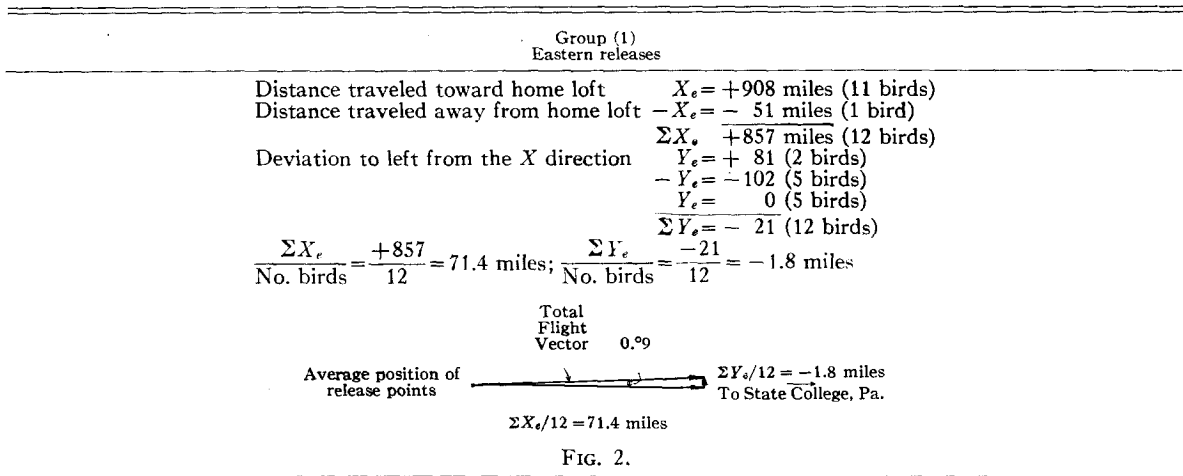 Group (1)
Eastern releases
Distance traveled toward home loft X_e = +908 miles (11 birds)
Distance traveled away from home loft −X_e = − 51 miles (1 bird)
ΣX_e +857 miles (12 birds)
Deviation to left from the X direction Y_e = + 81 (2 birds)
− Y_e = −102 (5 birds)
Y_e = 0 (5 birds)
ΣY_e = − 21 (12 birds)
ΣX_e/No. birds = +857/12 = 71.4 miles; ΣY_e/No. birds = −21/12 = −1.8 miles
Total
Flight
Vector 0.°9
Average position of
release points
ΣY_e/12 = −1.8 miles
To State College, Pa.
ΣX_e/12 = 71.4 miles
FIG. 2.